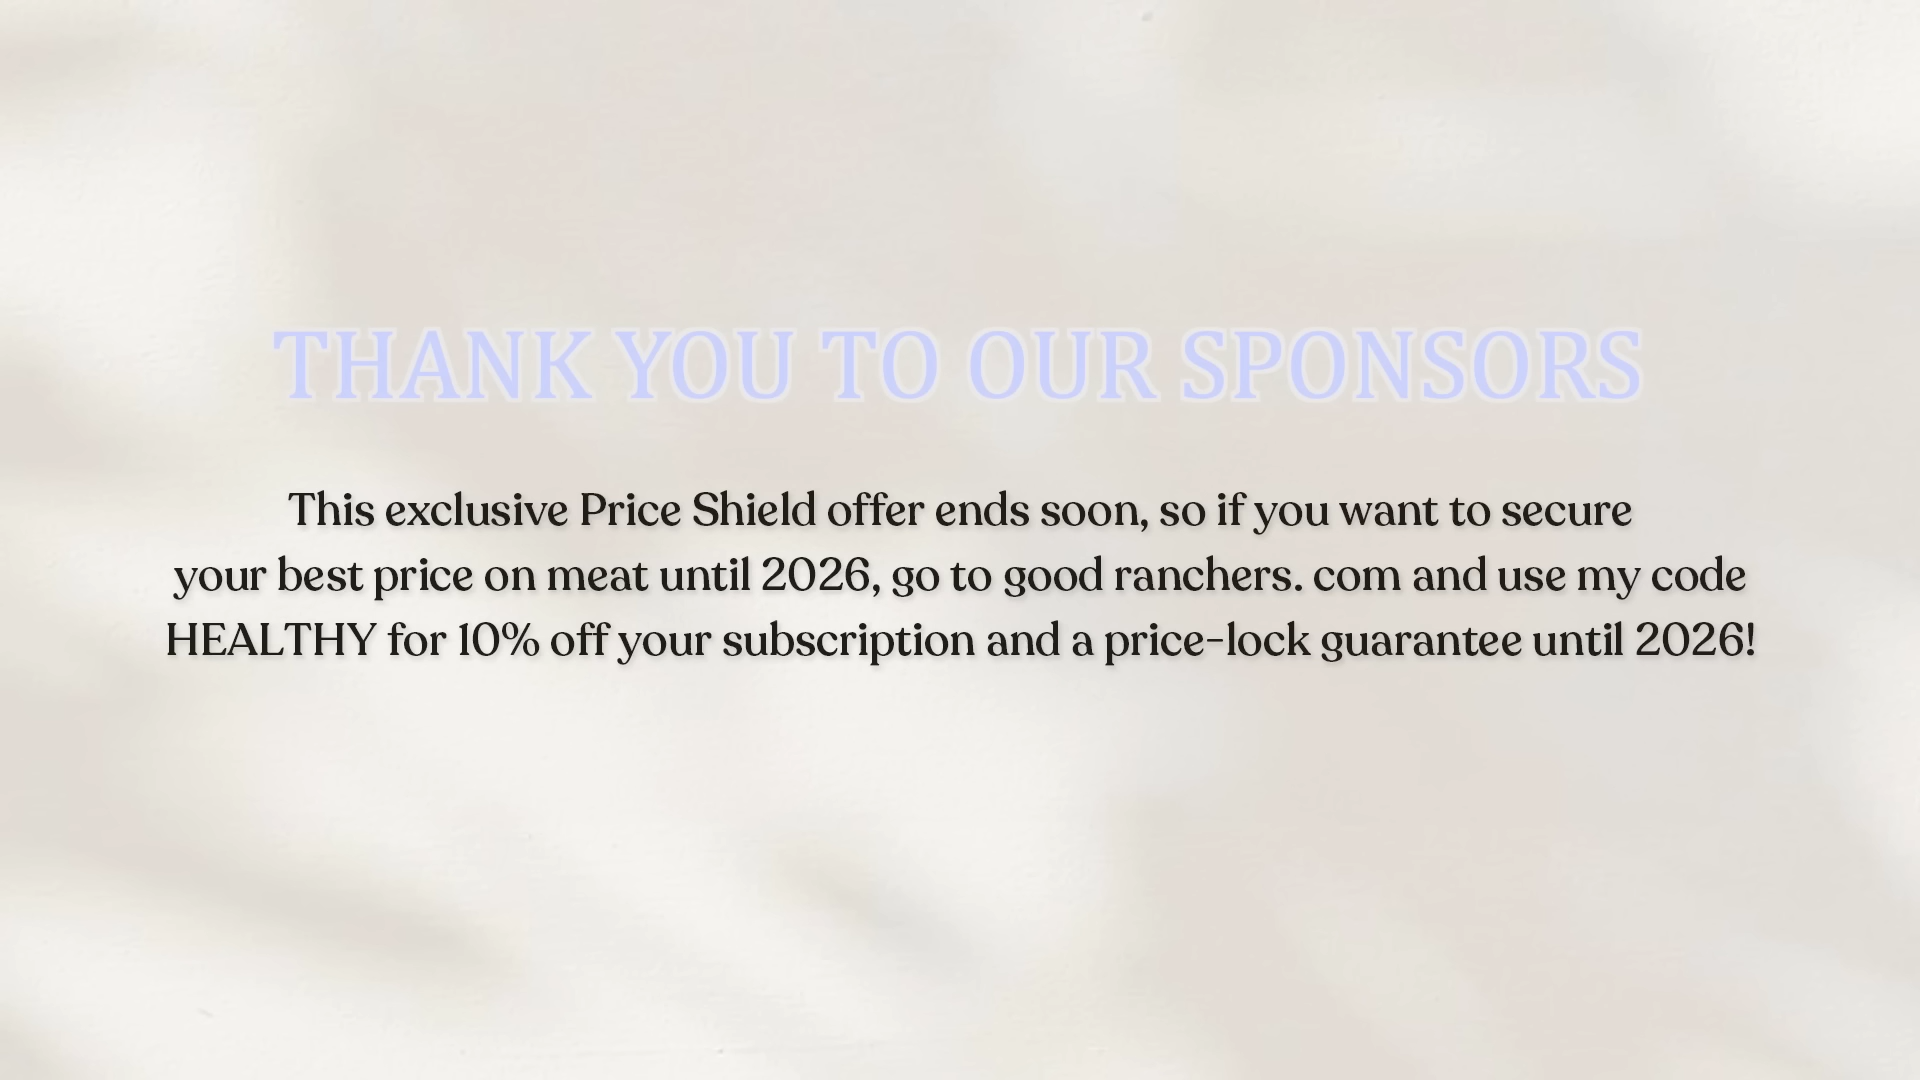 THANK YOU TO OUR SPONSORS
This exclusive Price Shield offer ends soon, so if you want to secure
your best price on meat until 2026, go to good ranchers. com and use my code
HEALTHY for 10% off your subscription and a price-lock guarantee until 2026!